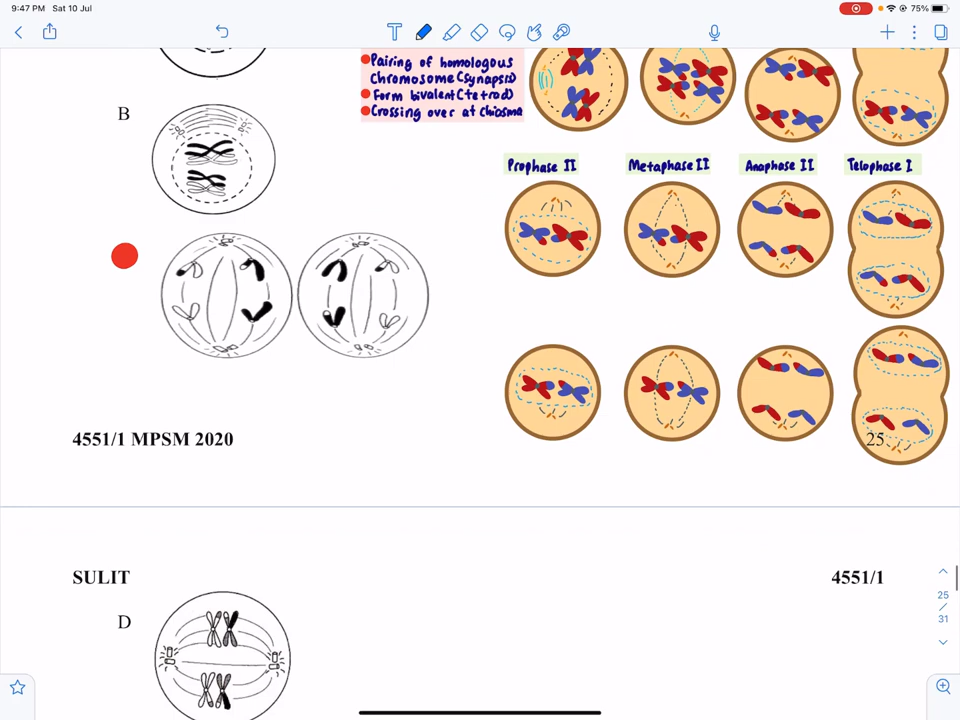 9:47 PM Sat 10 Jul
75%
T
Pairing of homologous
Chromosome (synapsis)
Form bivalent (tetrad)
Crossing over at chiasma
B
Prophase II
Metaphase II
Anaphase II
Telophase I
4551/1 MPSM 2020
25
SULIT
4551/1
25
/
31
D